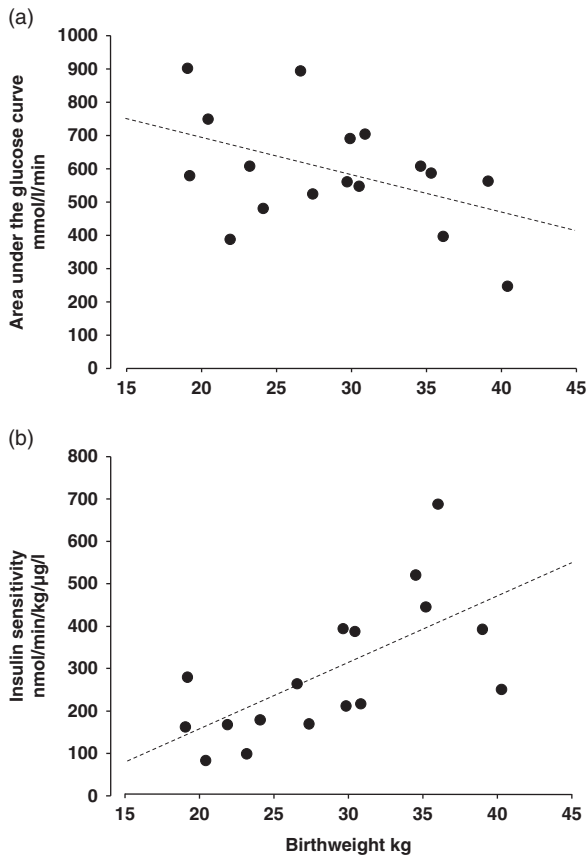 (a)
1000
900
800
700
600
500
400
300
200
100
0
Area under the glucose curve
mmol/l/min
15 20 25 30 35 40 45
(b)
800
700
600
500
400
300
200
100
0
Insulin sensitivity
nmol/min/kg/µg/l
15 20 25 30 35 40 45
Birthweight kg